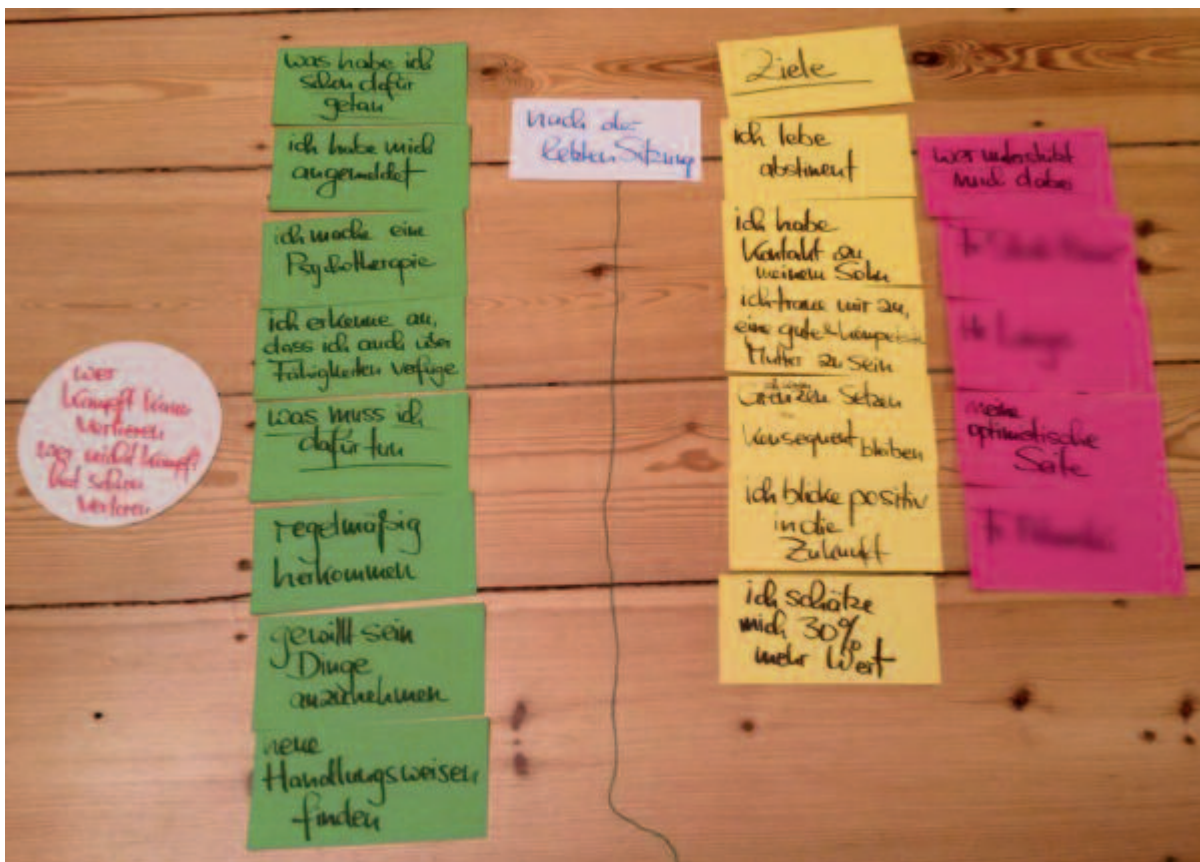 was habe ich
schon dafür
getan
ich habe mich
angemeldet
ich mache eine
Psychotherapie
ich erkenne an,
dass ich auch über
Fähigkeiten verfüge
was muss ich
dafür tun
regelmäßig
herkommen
gewillt sein
Dinge
anzunehmen
neue
Handlungsweisen
finden
wer
kämpft kann
verlieren
wer nicht kämpft
hat schon
verloren
nach der
letzten Sitzung
Ziele
ich lebe
abstinent
ich habe
Kontakt zu
meinem Sohn
ich traue mir zu,
eine gute & kompetente
Mutter zu sein
Grenzen setzen
Konsequent bleiben
ich blicke positiv
in die
Zukunft
ich schätze
mich 30%
mehr Wert
wer unterstützt
mich dabei
meine
optimistische
Seite